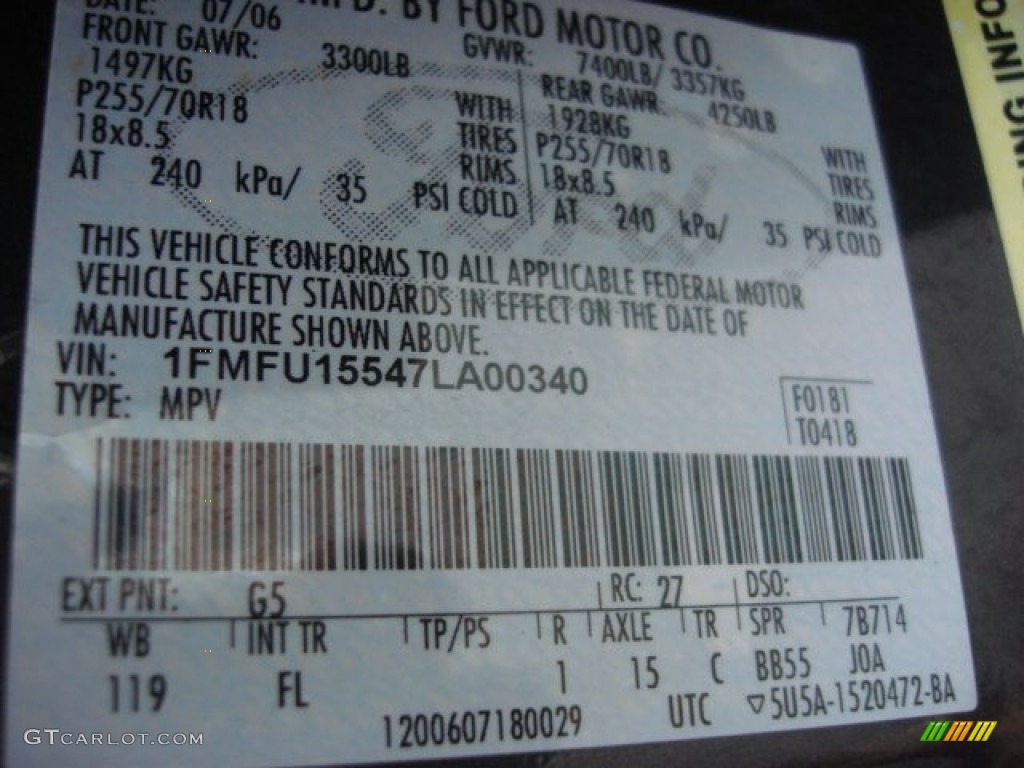 DATE: 07/06 MFD. BY FORD MOTOR CO.
FRONT GAWR: 3300LB GVWR: 7400LB/ 3357KG
1497KG REAR GAWR: 4250LB
P255/70R18 WITH 1928KG
18x8.5 TIRES P255/70R18 WITH
RIMS 18x8.5 TIRES
AT 240 kPa/ 35 PSI COLD AT 240 kPa/ 35 PSI COLD
RIMS
THIS VEHICLE CONFORMS TO ALL APPLICABLE FEDERAL MOTOR
VEHICLE SAFETY STANDARDS IN EFFECT ON THE DATE OF
MANUFACTURE SHOWN ABOVE.
VIN: 1FMFU15547LA00340
TYPE: MPV
F0181
T0418
EXT PNT: G5 RC: 27 DSO:
WB INT TR TP/PS R AXLE TR SPR 7B714
119 FL 1 15 C BB55 J0A
1200607180029 UTC ▽5U5A-1520472-BA
GTCARLOT.COM